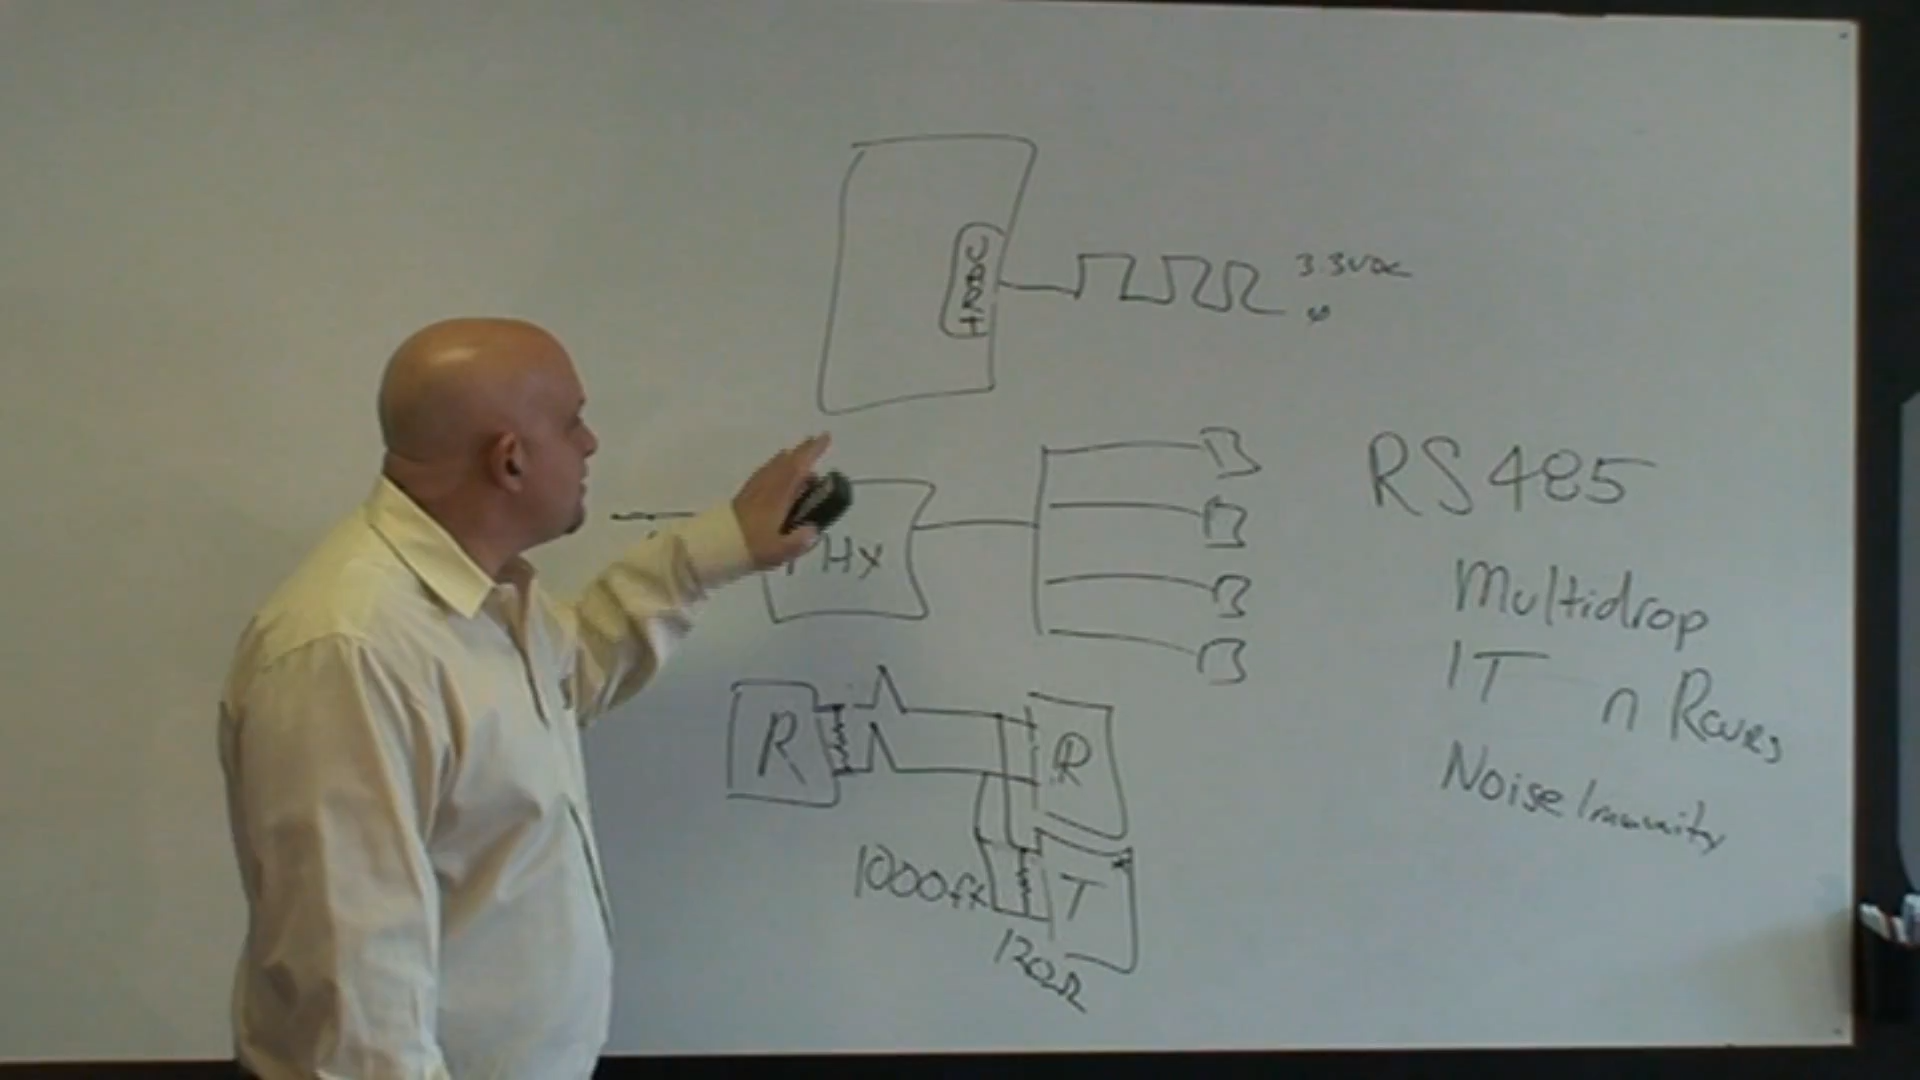 UART
3.3VDC
RS485
PHY
Multidrop
1T n Rcvrs
R
R
Noise Immunity
1000ft
T
120Ω